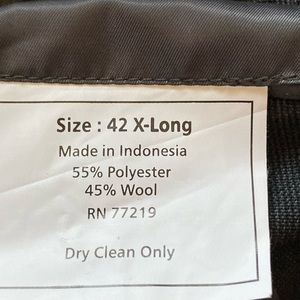 Size : 42 X-Long
Made in Indonesia
55% Polyester
45% Wool
RN 77219
Dry Clean Only